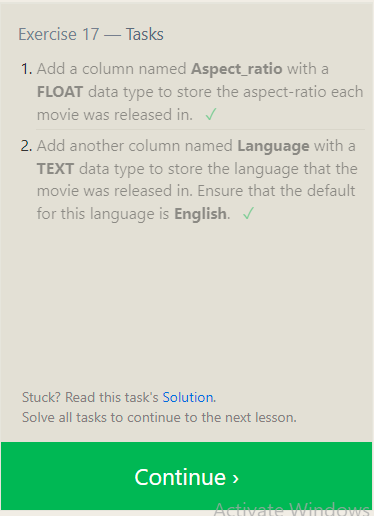 Exercise 17 — Tasks
1. Add a column named Aspect_ratio with a
FLOAT data type to store the aspect-ratio each
movie was released in. ✓
2. Add another column named Language with a
TEXT data type to store the language that the
movie was released in. Ensure that the default
for this language is English. ✓
Stuck? Read this task's Solution.
Solve all tasks to continue to the next lesson.
Continue ›
Activate Windows